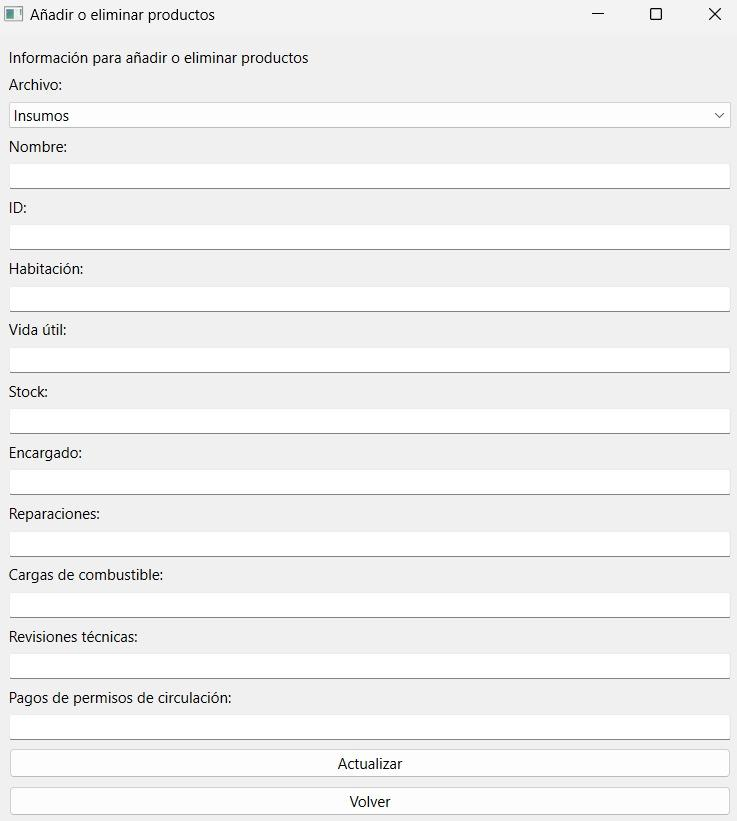 Añadir o eliminar productos
Información para añadir o eliminar productos
Archivo:
Insumos
Nombre:
ID:
Habitación:
Vida útil:
Stock:
Encargado:
Reparaciones:
Cargas de combustible:
Revisiones técnicas:
Pagos de permisos de circulación:
Actualizar
Volver